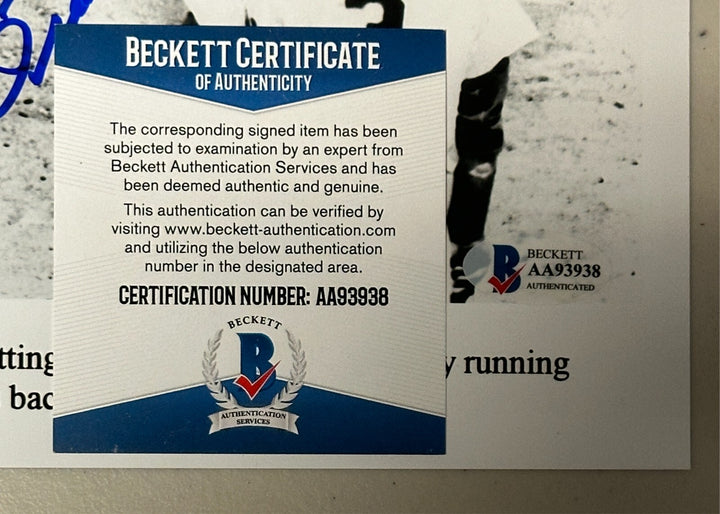 BECKETT CERTIFICATE
OF AUTHENTICITY
The corresponding signed item has been
subjected to examination by an expert from
Beckett Authentication Services and has
been deemed authentic and genuine.
This authentication can be verified by
visiting www.beckett-authentication.com
and utilizing the below authentication
number in the designated area.
CERTIFICATION NUMBER: AA93938
BECKETT
B
AUTHENTICATION
SERVICES
3
B
BECKETT
AA93938
AUTHENTICATED
tting
y running
bac